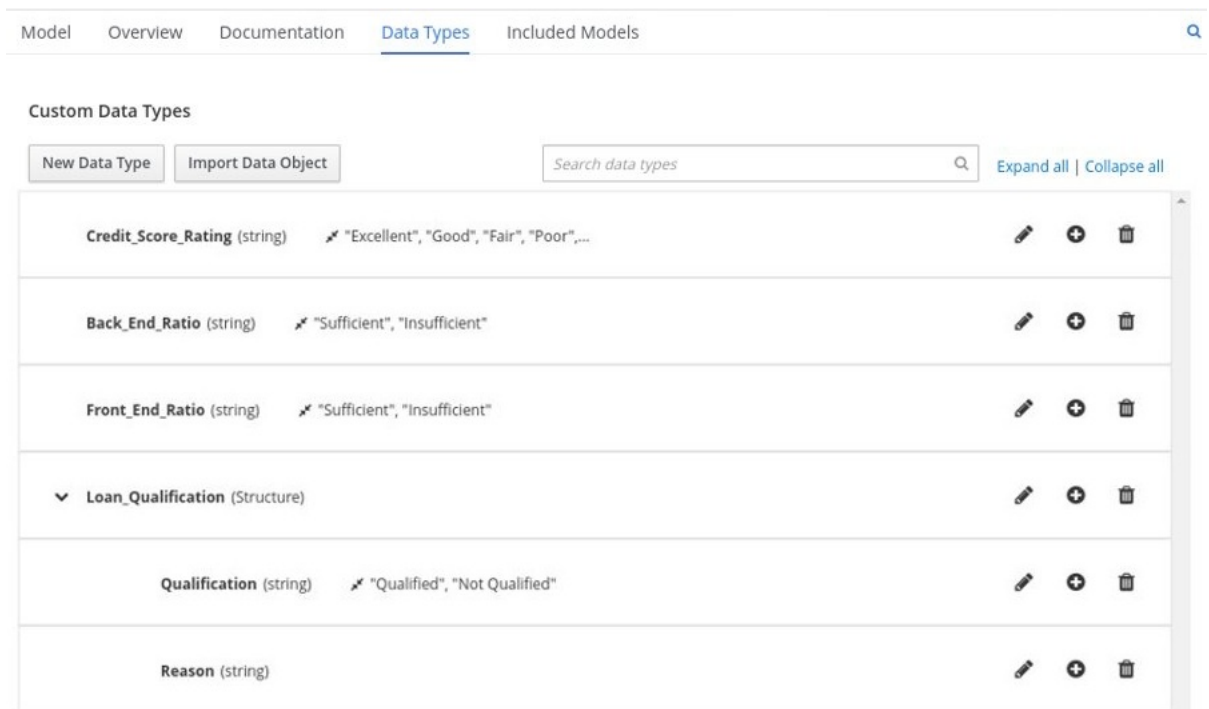 Model Overview Documentation Data Types Included Models
Custom Data Types
New Data Type Import Data Object Search data types Expand all | Collapse all
Credit_Score_Rating (string) "Excellent", "Good", "Fair", "Poor",...
Back_End_Ratio (string) "Sufficient", "Insufficient"
Front_End_Ratio (string) "Sufficient", "Insufficient"
Loan_Qualification (Structure)
Qualification (string) "Qualified", "Not Qualified"
Reason (string)